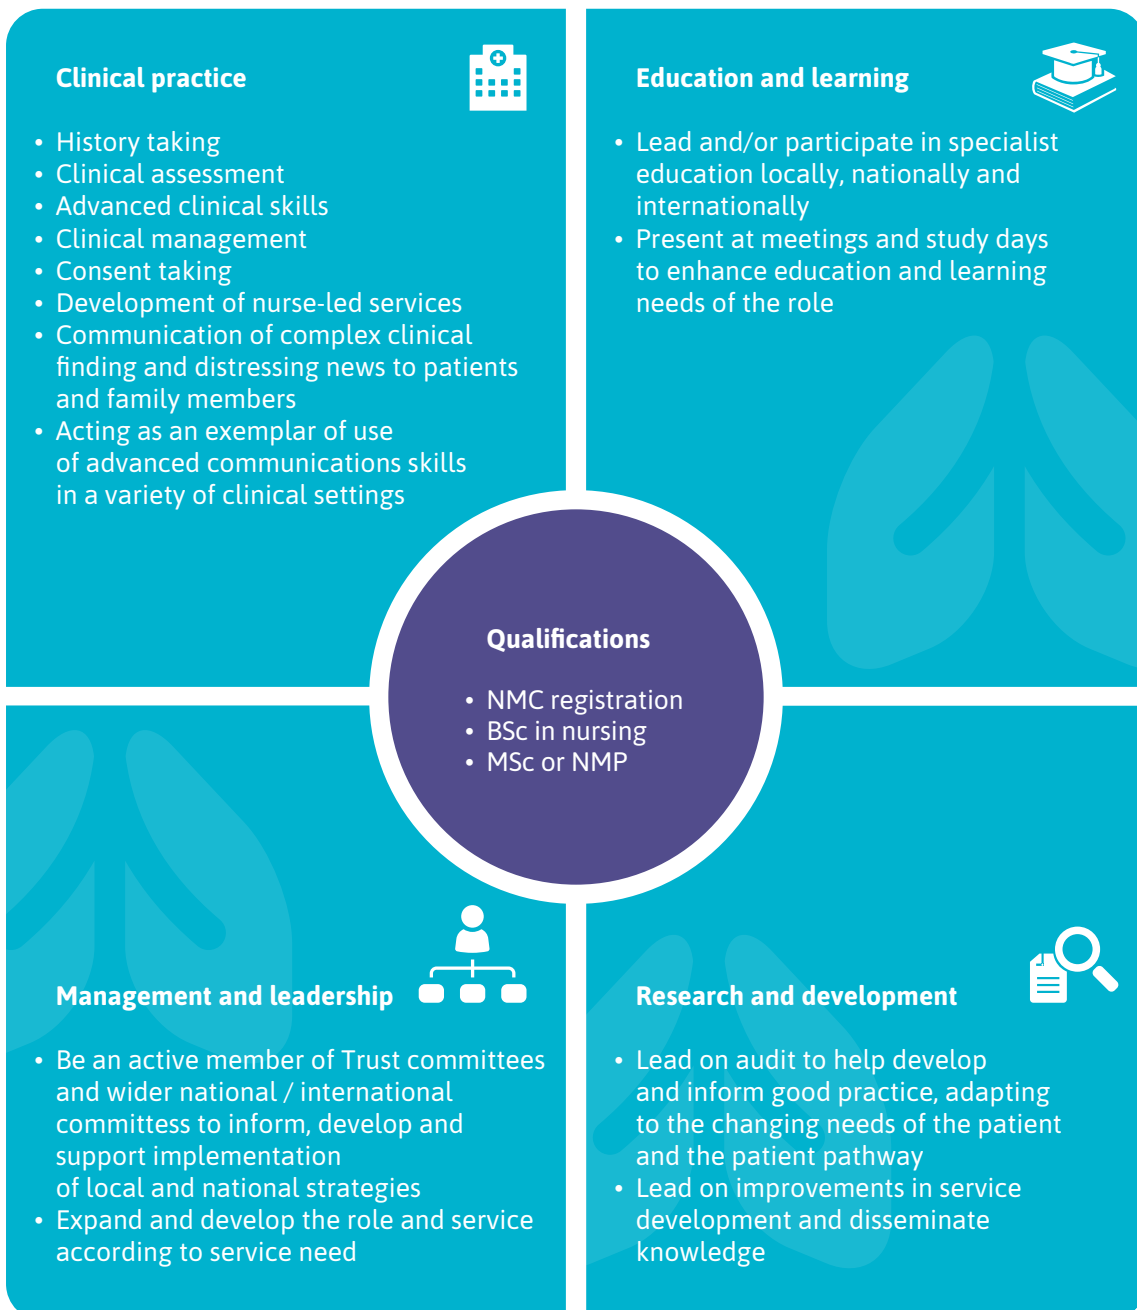 Clinical practice
• History taking
• Clinical assessment
• Advanced clinical skills
• Clinical management
• Consent taking
• Development of nurse-led services
• Communication of complex clinical
finding and distressing news to patients
and family members
• Acting as an exemplar of use
of advanced communications skills
in a variety of clinical settings
Education and learning
• Lead and/or participate in specialist
education locally, nationally and
internationally
• Present at meetings and study days
to enhance education and learning
needs of the role
Qualifications
• NMC registration
• BSc in nursing
• MSc or NMP
Management and leadership
• Be an active member of Trust committees
and wider national / international
committess to inform, develop and
support implementation
of local and national strategies
• Expand and develop the role and service
according to service need
Research and development
• Lead on audit to help develop
and inform good practice, adapting
to the changing needs of the patient
and the patient pathway
• Lead on improvements in service
development and disseminate
knowledge